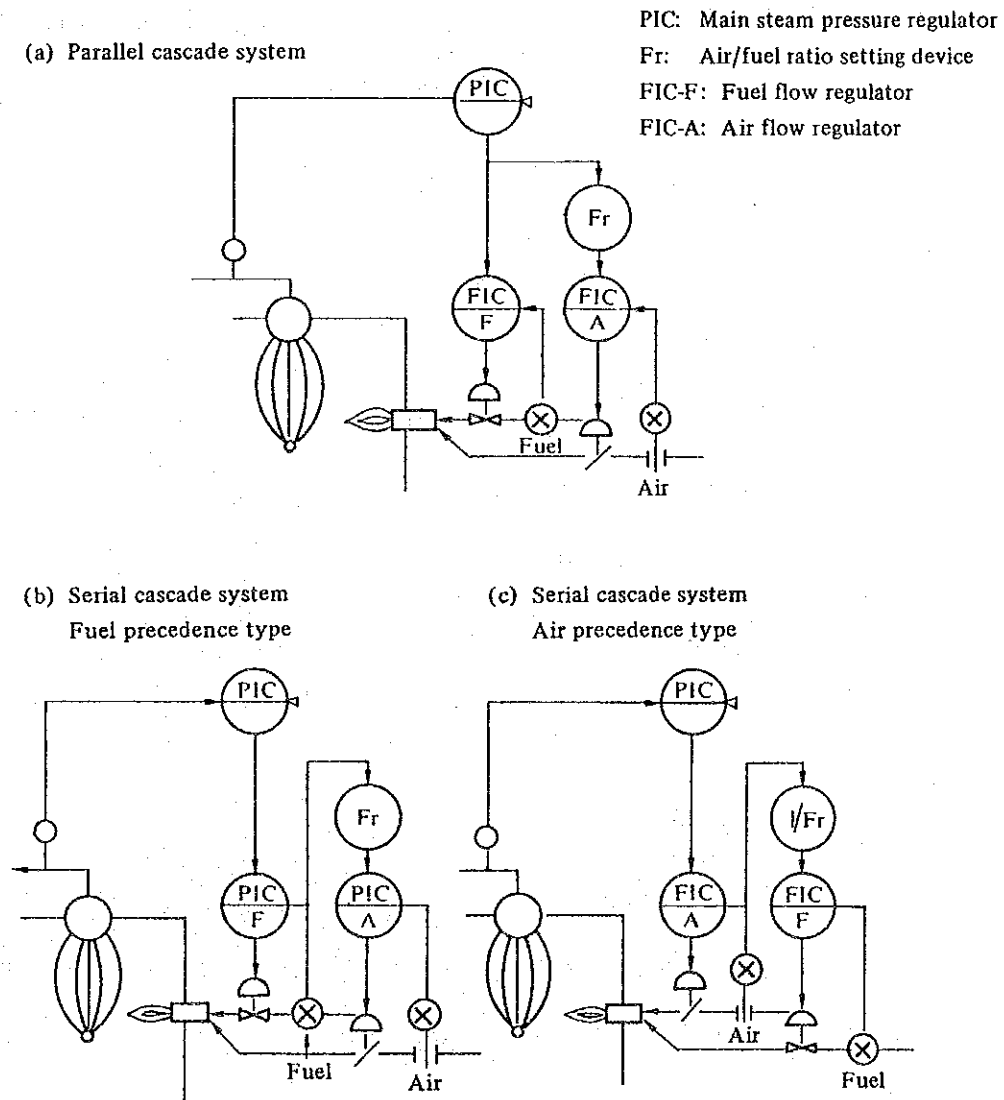 PIC: Main steam pressure regulator
(a) Parallel cascade system
Fr: Air/fuel ratio setting device
FIC-F: Fuel flow regulator
FIC-A: Air flow regulator
PIC
Fr
FIC
F
FIC
A
Fuel
Air
(b) Serial cascade system
Fuel precedence type
(c) Serial cascade system
Air precedence type
PIC
Fr
PIC
F
PIC
A
Fuel
Air
PIC
1/Fr
FIC
A
FIC
F
Air
Fuel